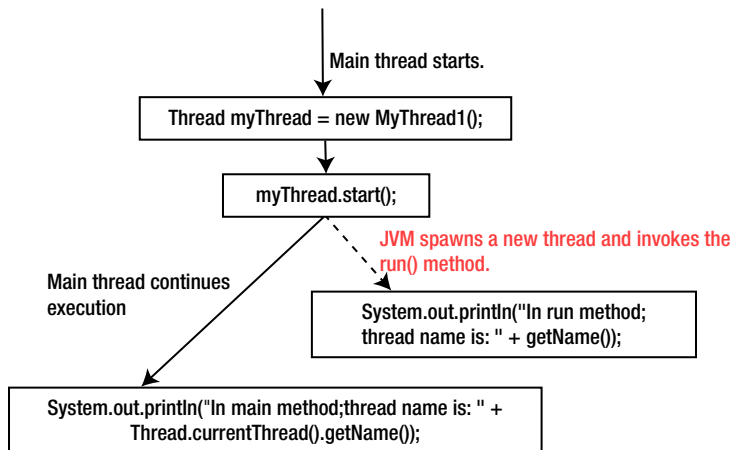 Main thread starts.
Thread myThread = new MyThread1();
myThread.start();
JVM spawns a new thread and invokes the
run() method.
Main thread continues
execution
System.out.println("In run method;
thread name is: " + getName());
System.out.println("In main method;thread name is: " +
Thread.currentThread().getName());